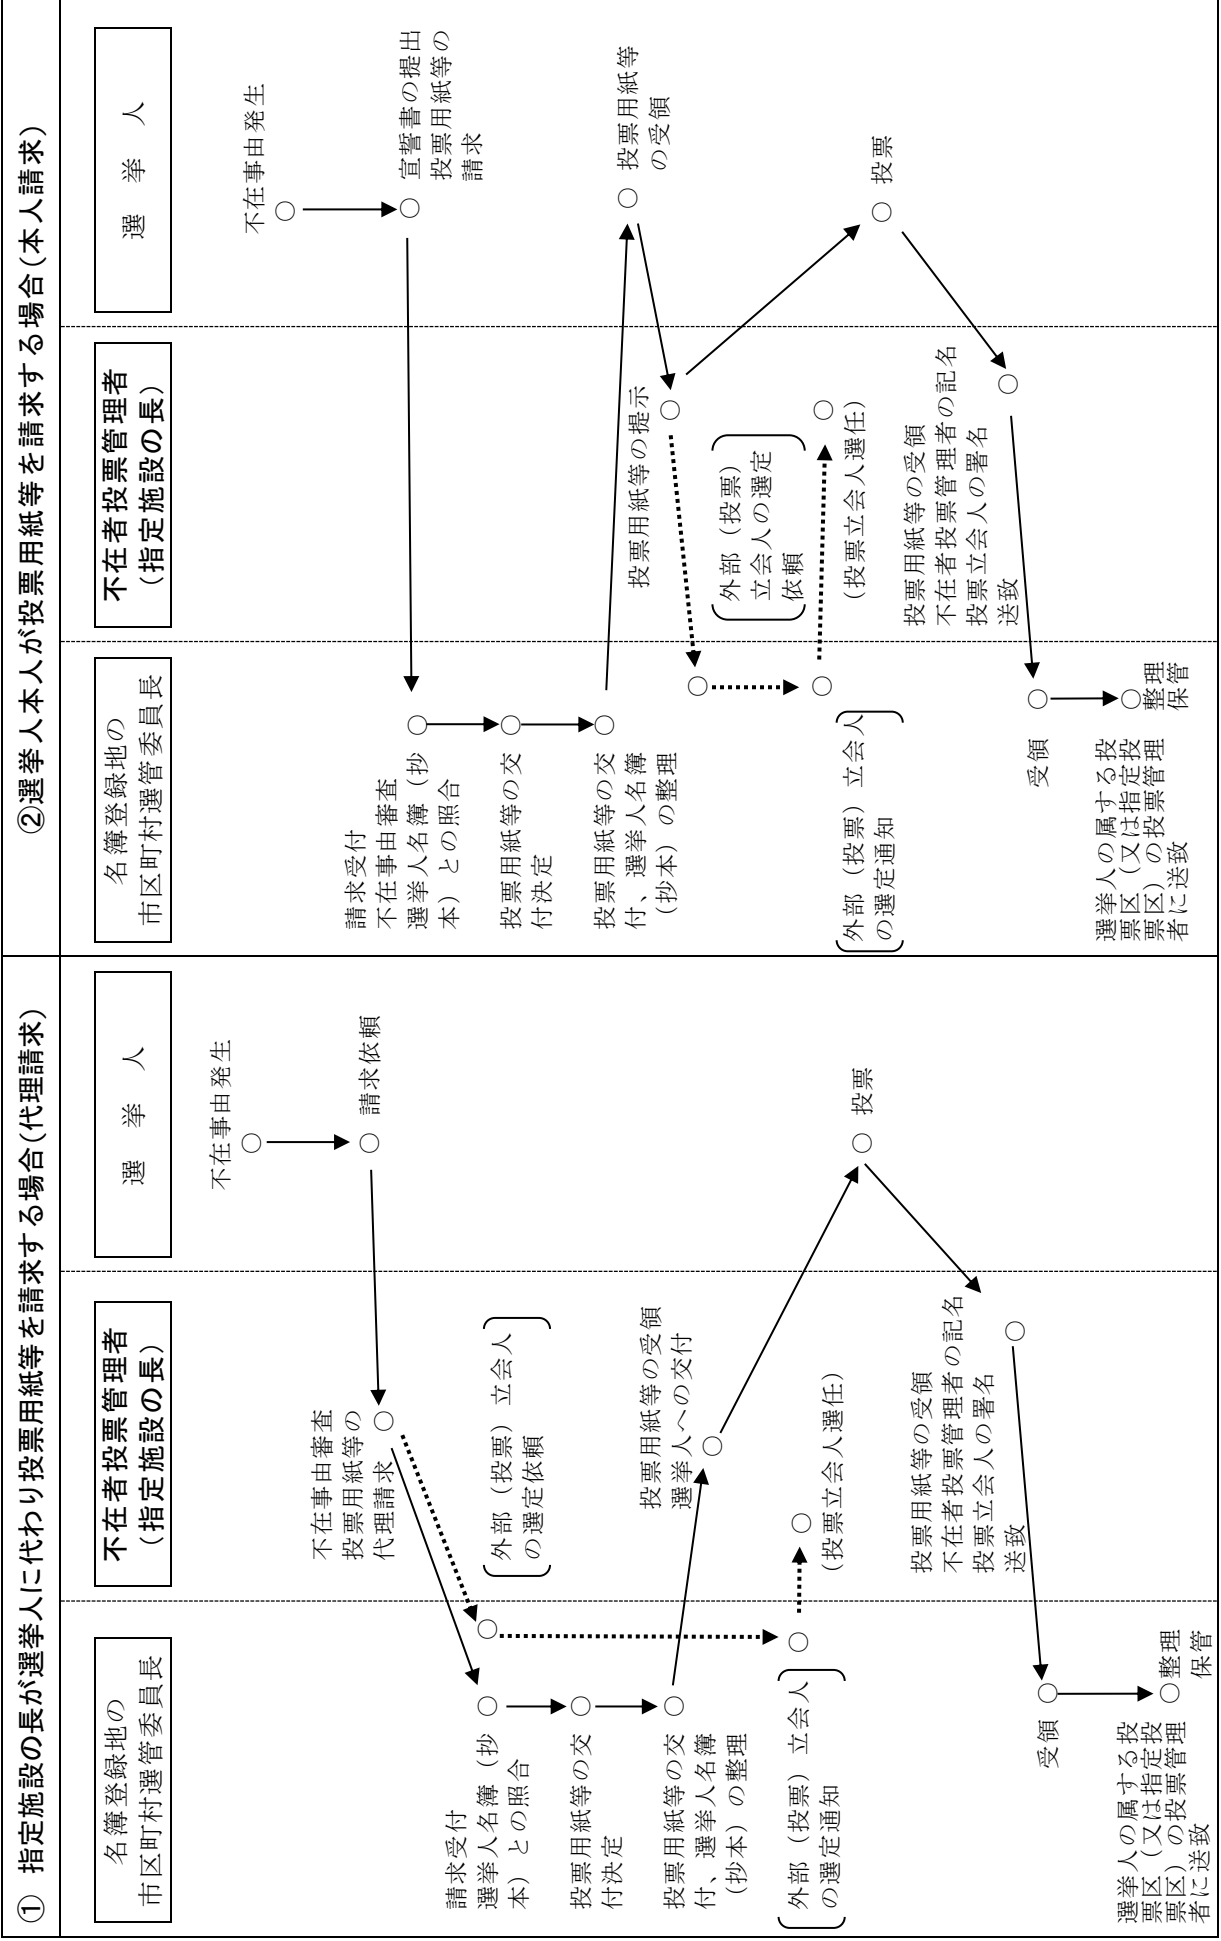 ① 指定施設の長が選挙人に代わり投票用紙等を請求する場合(代理請求)
名簿登録地の
市区町村選管委員長
不在者投票管理者
(指定施設の長)
選挙人
不在事由発生
請求依頼
不在事由審査
投票用紙等の
代理請求
請求受付
選挙人名簿(抄
本)との照合
外部(投票)立会人
の選定依頼
投票用紙等の交
付決定
投票用紙等の交
付、選挙人名簿
(抄本)の整理
投票用紙等の受領
選挙人への交付
外部(投票)立会人
の選定通知
(投票立会人選任)
投票
投票用紙等の受領
不在者投票管理者の記名
投票立会人の署名
送致
受領
選挙人の属する投
票区(又は指定投
票区)の投票管理
者に送致
整理
保管
②選挙人本人が投票用紙等を請求する場合(本人請求)
名簿登録地の
市区町村選管委員長
不在者投票管理者
(指定施設の長)
選挙人
不在事由発生
宣誓書の提出
投票用紙等の
請求
請求受付
不在事由審査
選挙人名簿(抄
本)との照合
投票用紙等の交
付決定
投票用紙等の交
付、選挙人名簿
(抄本)の整理
投票用紙等
の受領
投票用紙等の提示
外部(投票)
立会人の選定
依頼
外部(投票)立会人
の選定通知
(投票立会人選任)
投票
投票用紙等の受領
不在者投票管理者の記名
投票立会人の署名
送致
受領
選挙人の属する投
票区(又は指定投
票区)の投票管理
者に送致
整理
保管